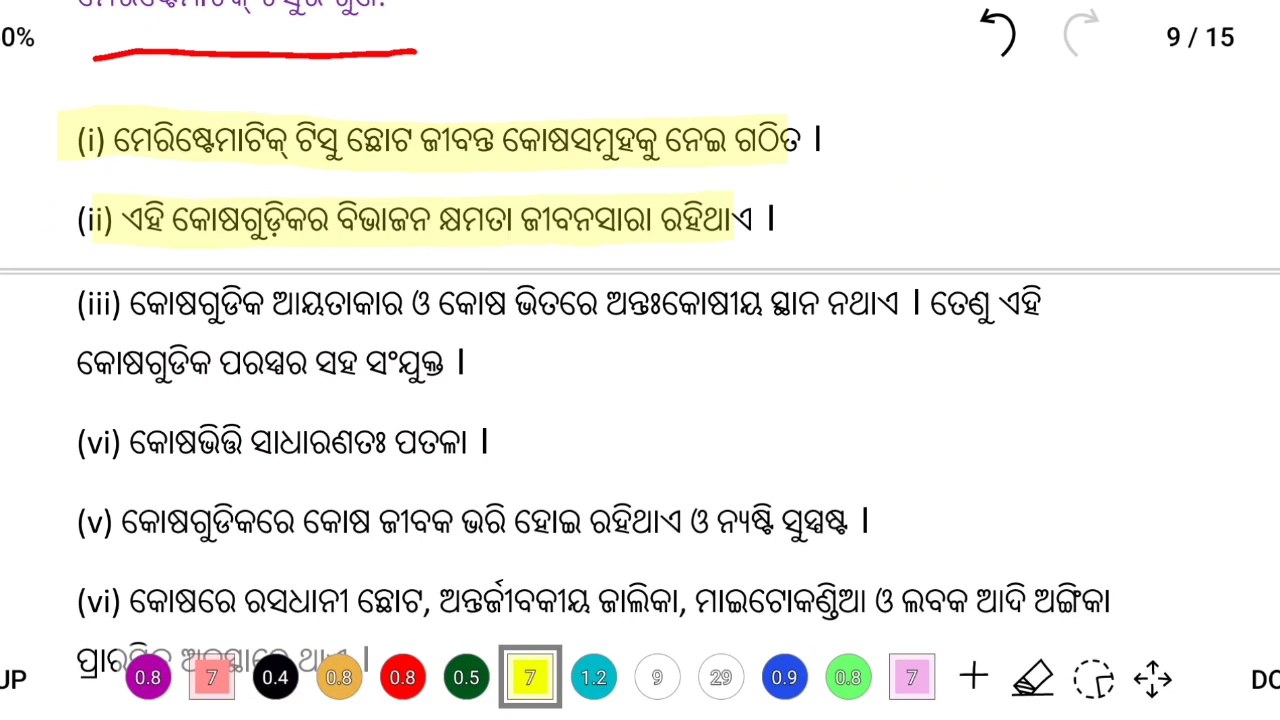 ମେରିଷ୍ଟେମାଟିକ୍ ଟିସୁର ଗୁଣ:
0%
9 / 15
(i) ମେରିଷ୍ଟେମାଟିକ୍ ଟିସୁ ଛୋଟ ଜୀବନ୍ତ କୋଷସମୁହକୁ ନେଇ ଗଠିତ ।
(ii) ଏହି କୋଷଗୁଡ଼ିକର ବିଭାଜନ କ୍ଷମତା ଜୀବନସାରା ରହିଥାଏ ।
(iii) କୋଷଗୁଡିକ ଆୟତାକାର ଓ କୋଷ ଭିତରେ ଅନ୍ତଃକୋଷୀୟ ସ୍ଥାନ ନଥାଏ । ତେଣୁ ଏହି
କୋଷଗୁଡିକ ପରସ୍ପର ସହ ସଂଯୁକ୍ତ ।
(vi) କୋଷଭିତ୍ତି ସାଧାରଣତଃ ପତଳା ।
(v) କୋଷଗୁଡିକରେ କୋଷ ଜୀବକ ଭରି ହୋଇ ରହିଥାଏ ଓ ନ୍ୟଷ୍ଟି ସୁସ୍ପଷ୍ଟ ।
(vi) କୋଷରେ ରସଧାନୀ ଛୋଟ, ଅନ୍ତର୍ଜୀବକୀୟ ଜାଲିକା, ମାଇଟୋକଣ୍ଡ୍ରିଆ ଓ ଲବକ ଆଦି ଅଙ୍ଗିକା
UP
0.8 7 0.4 0.8 0.8 0.5 7 1.2 9 29 0.9 0.8 7
DO